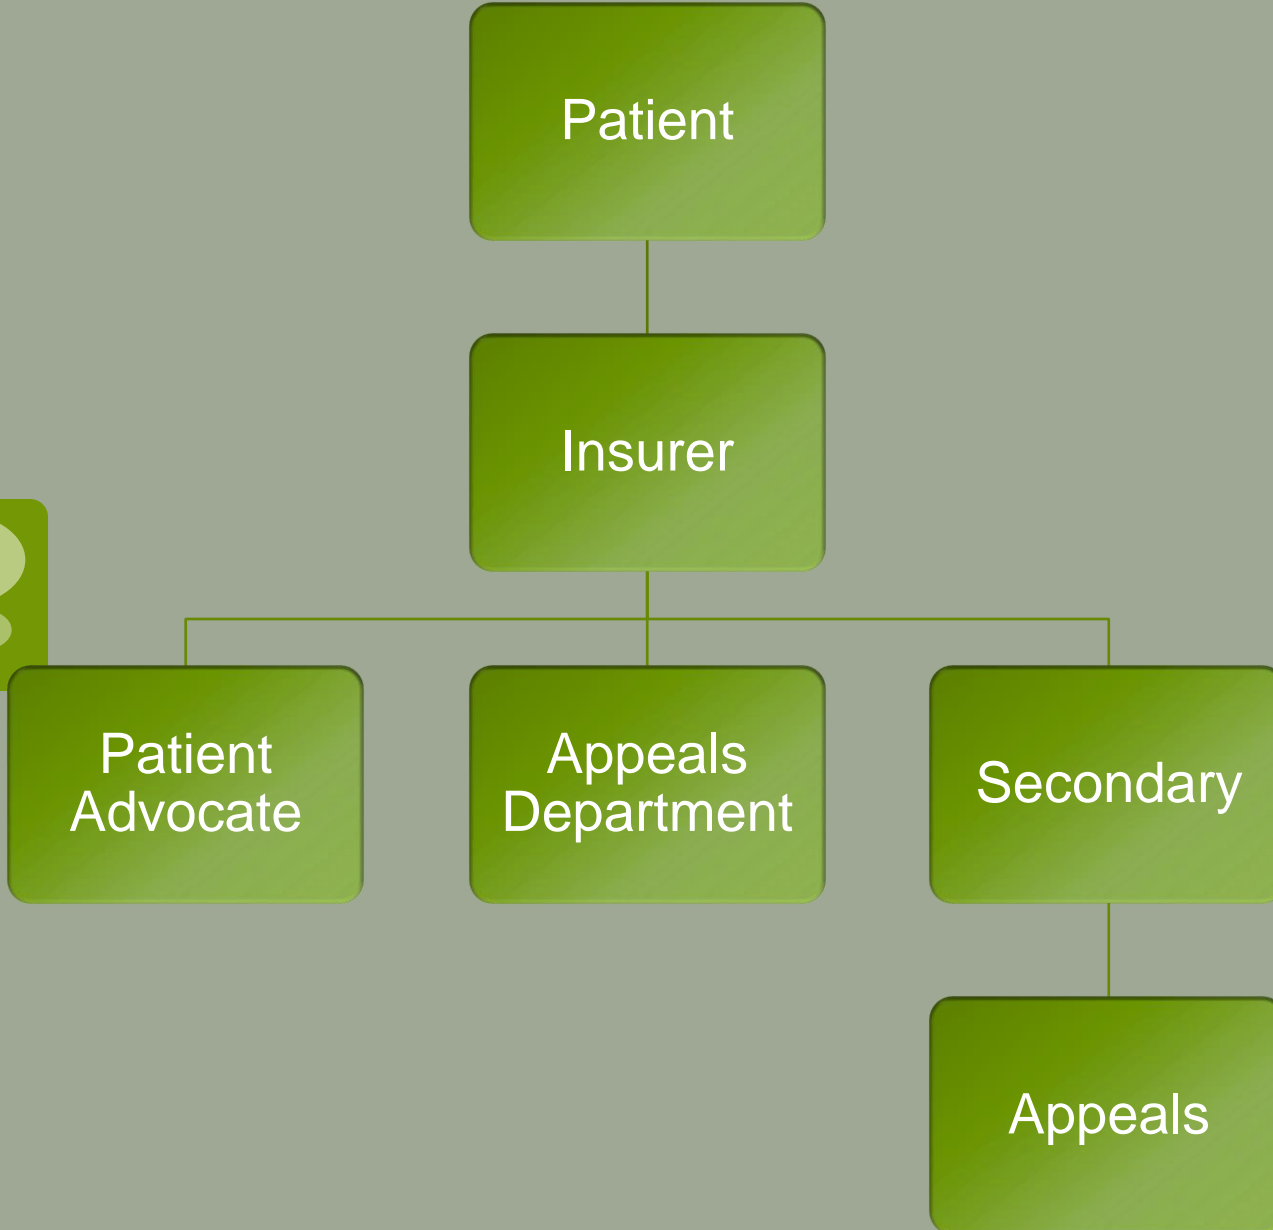 Patient
Insurer
Patient
Advocate
Appeals
Department
Secondary
Appeals